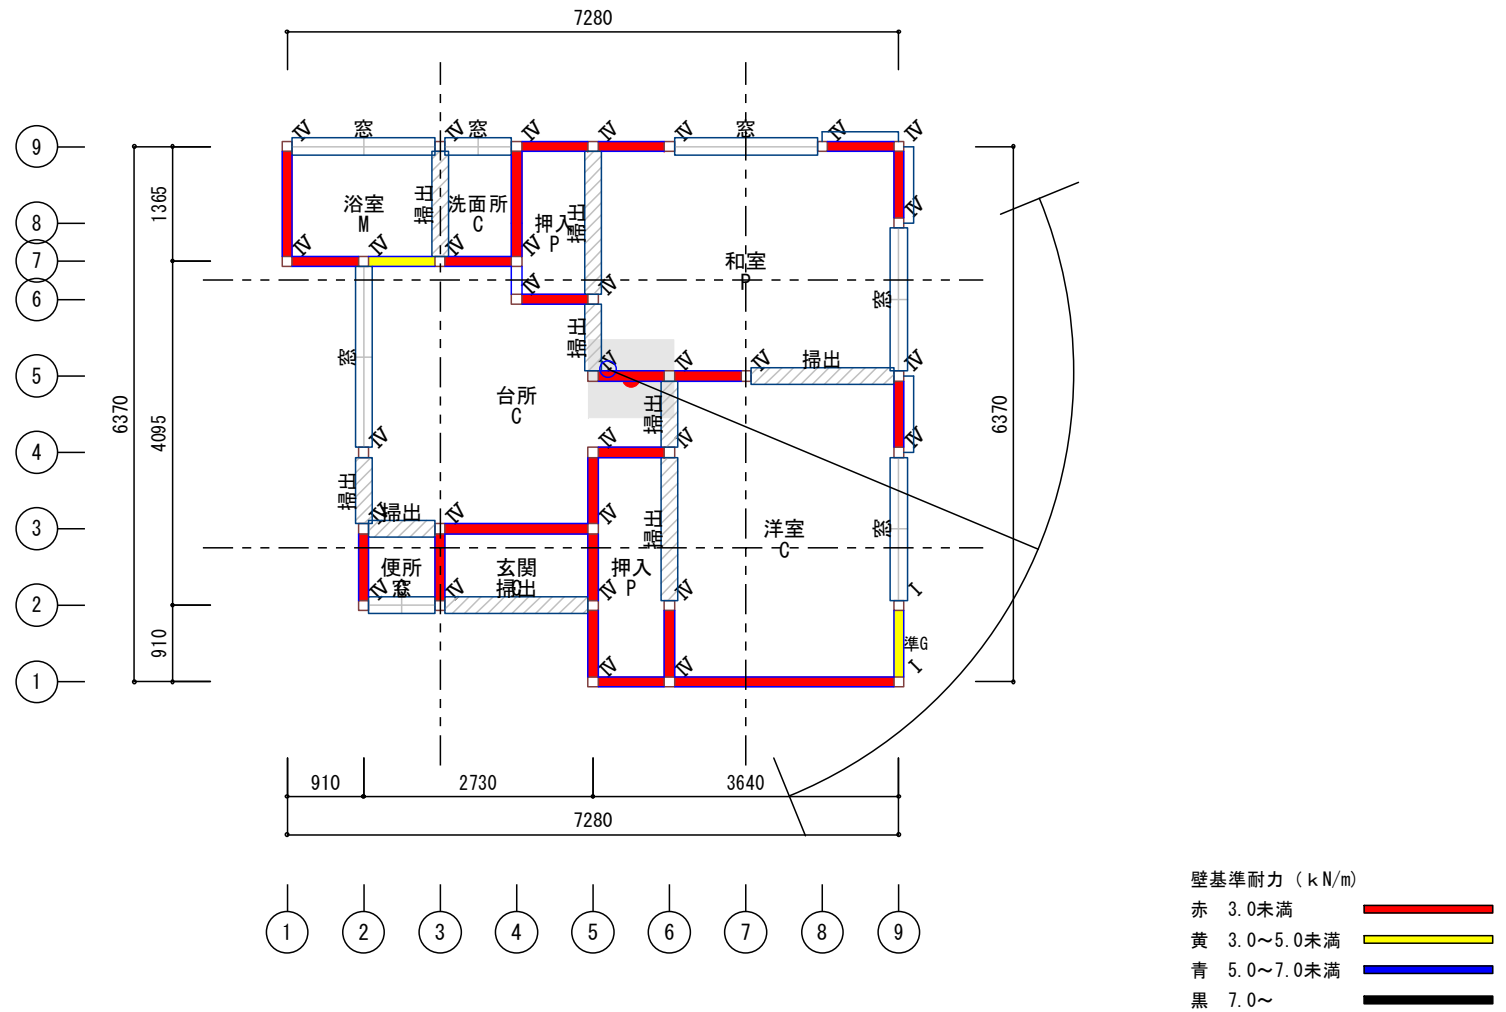 7280
Ⅳ 窓 Ⅳ 窓 Ⅳ Ⅳ Ⅳ 窓 Ⅳ Ⅳ
9
1365
掃出
浴室
M
洗面所
C
押入
P
掃出
Ⅳ
8
7
Ⅳ Ⅳ Ⅳ Ⅳ
和室
P
6
Ⅳ Ⅳ
窓
掃出
窓
5
Ⅳ Ⅳ Ⅳ 掃出 Ⅳ
6370
4095
台所
C
掃出
6370
4
Ⅳ Ⅳ Ⅳ
掃出
3
Ⅳ 掃出 Ⅳ
掃出
洋室
C
窓
便所
C
窓
玄関
C
掃出
押入
P
2
Ⅳ Ⅳ Ⅳ Ⅳ Ⅰ
910
準G
1
Ⅳ Ⅳ Ⅰ
910 2730 3640
7280
1 2 3 4 5 6 7 8 9
壁基準耐力（kN/m)
赤 3.0未満
黄 3.0～5.0未満
青 5.0～7.0未満
黒 7.0～